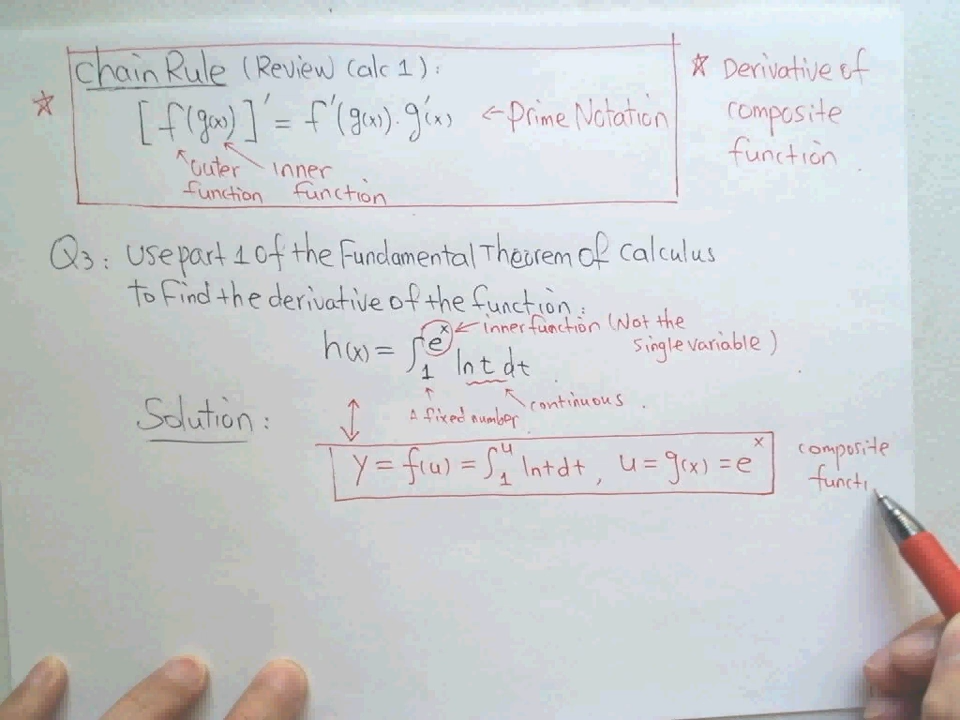 Chain Rule (Review Calc 1):
☆ [f(g(x))]' = f'(g(x)).g'(x) ← Prime Notation
outer inner
function function
☆ Derivative of
composite
function
Q3: Use part 1 of the Fundamental Theorem of Calculus
to Find the derivative of the function:
h(x) = ∫₁^(e^x) ln t dt
← inner function (Not the
single variable)
A fixed number
continuous.
Solution:
y = f(u) = ∫₁^u ln t dt, u = g(x) = e^x
composite
functi